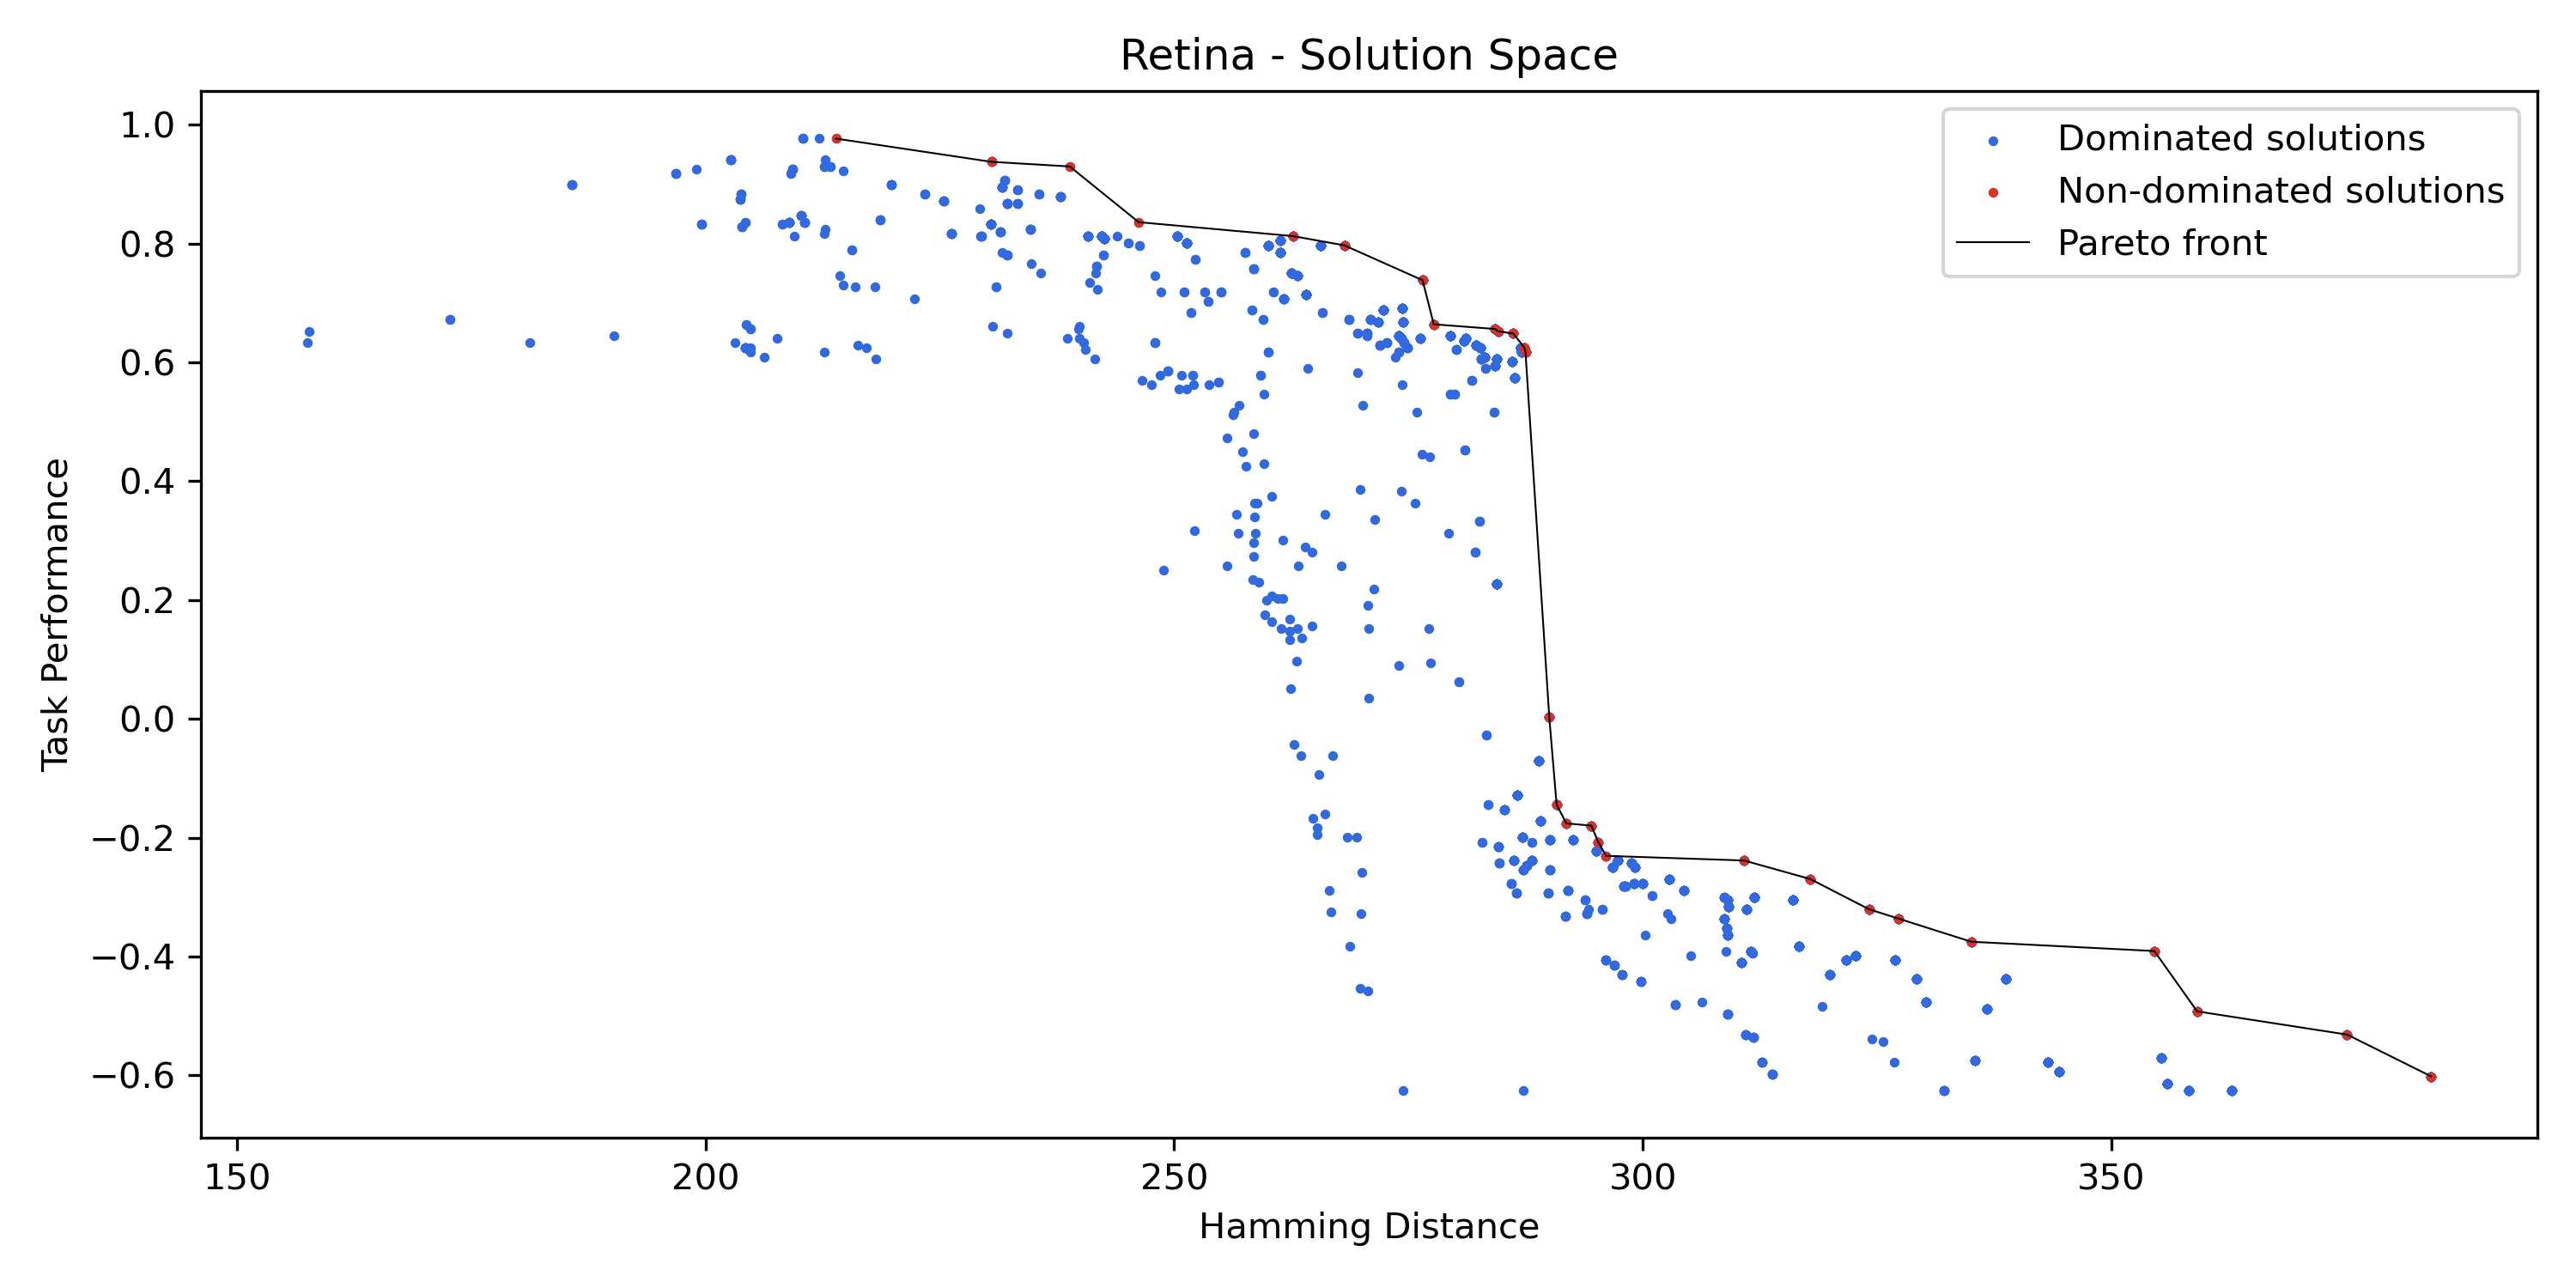 Retina - Solution Space
Dominated solutions
Non-dominated solutions
Pareto front
Task Performance
1.0
0.8
0.6
0.4
0.2
0.0
−0.2
−0.4
−0.6
150
200
250
300
350
Hamming Distance